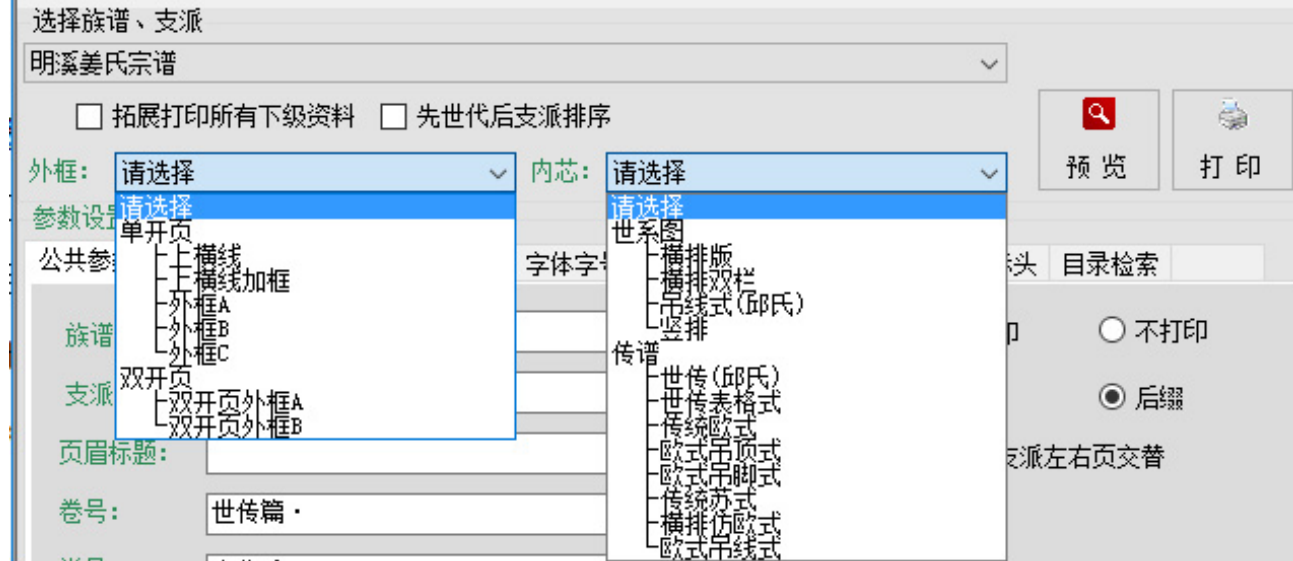 选择族谱、支派
明溪姜氏宗谱
拓展打印所有下级资料 先世代后支派排序
预 览 打 印
外框: 请选择 内芯: 请选择
参数设
公共参 字体字 头 目录检索
请选择
单开页
上横线
上横线加框
外框A
外框B
外框C
双开页
双开页外框A
双开页外框B
请选择
世系图
横排版
横排双栏
吊线式(邱氏)
竖排
传谱
世传(邱氏)
世传表格式
传统欧式
欧式吊顶式
欧式吊脚式
传统苏式
横排仿欧式
欧式吊线式
族谱 不打印
支派 后缀
页眉标题: 支派左右页交替
卷号: 世传篇·